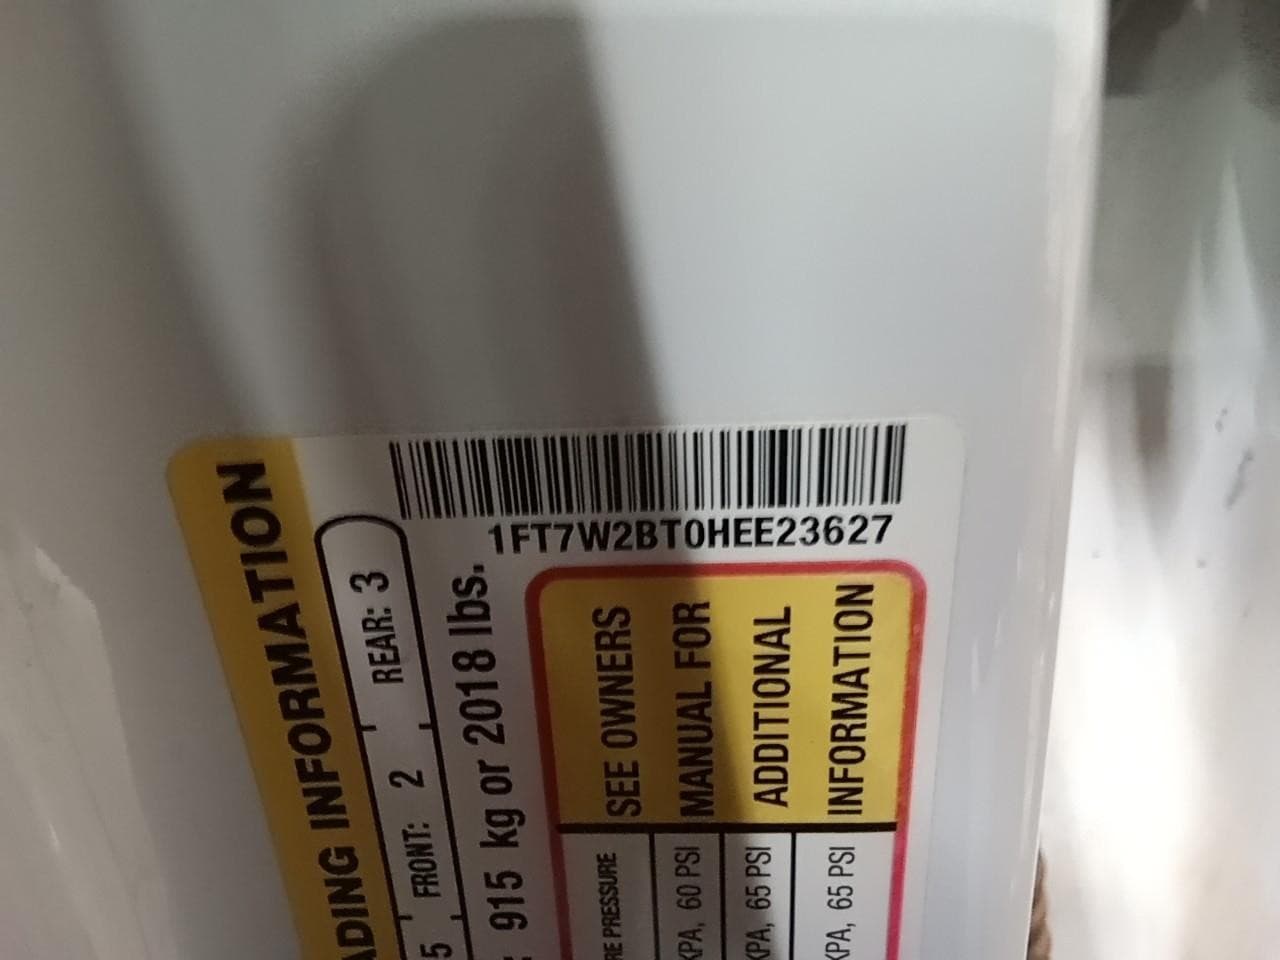 1FT7W2BT0HEE23627
ADING INFORMATION
5 FRONT: 2 REAR: 3
915 kg or 2018 lbs.
RE PRESSURE SEE OWNERS
KPA, 60 PSI MANUAL FOR
KPA, 65 PSI ADDITIONAL
KPA, 65 PSI INFORMATION